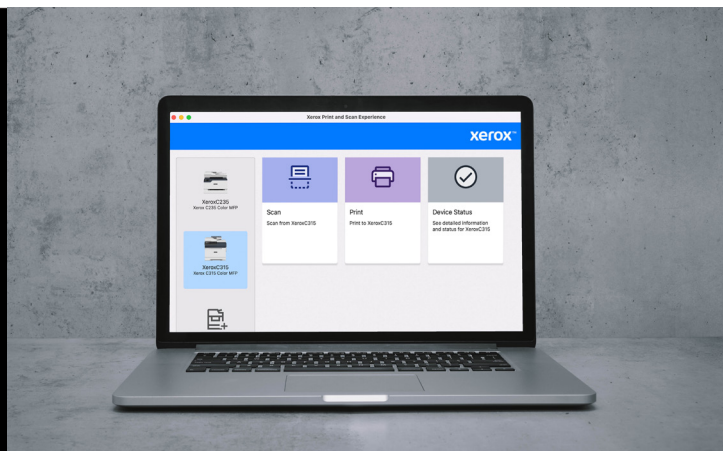 Xerox Print and Scan Experience
xerox™
XeroxC235
Xerox C235 Color MFP
XeroxC315
Xerox C315 Color MFP
Scan
Scan from XeroxC315
Print
Print to XeroxC315
Device Status
See detailed information
and status for XeroxC315